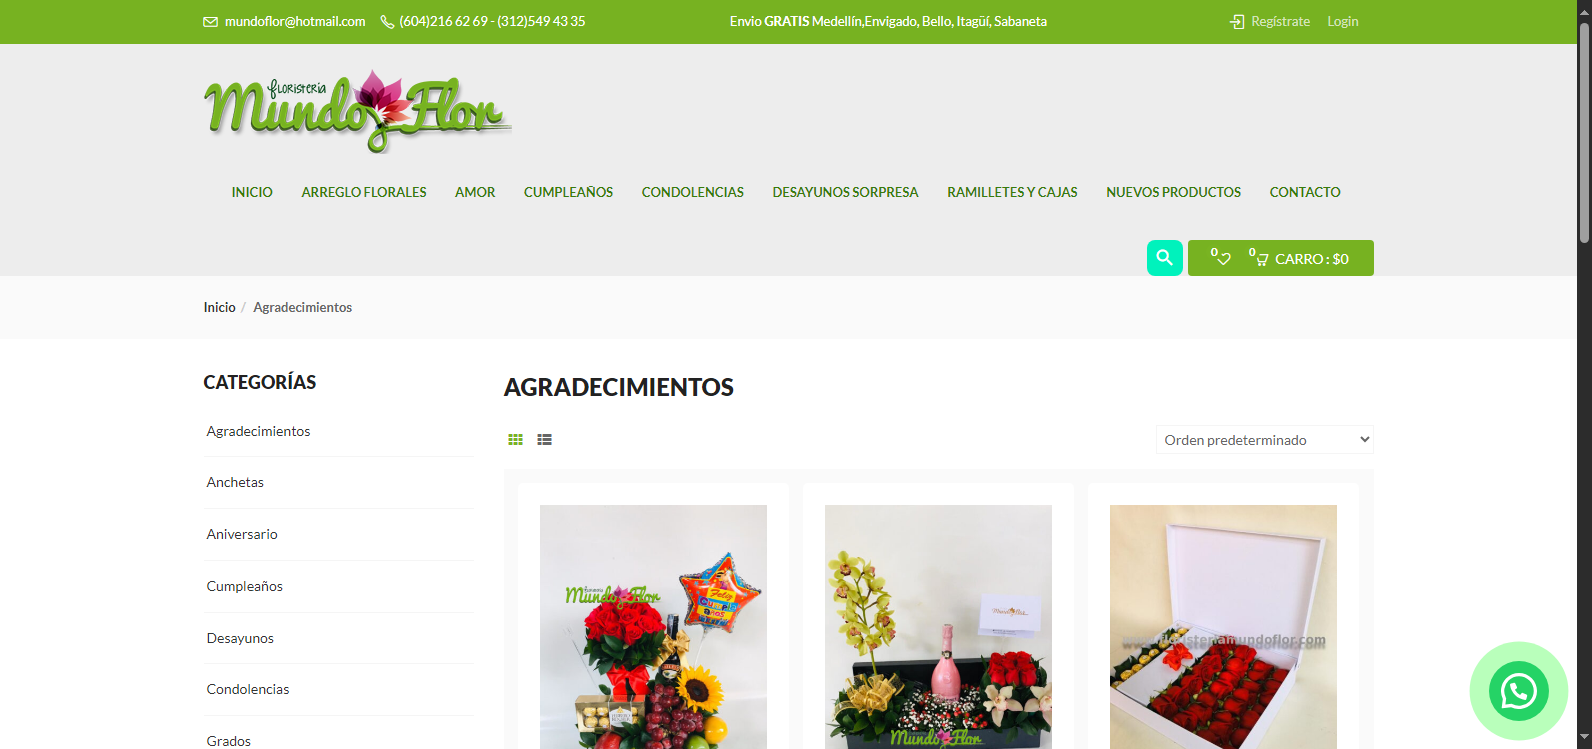 mundoflor@hotmail.com (604)216 62 69 - (312)549 43 35 Envio GRATIS Medellín,Envigado, Bello, Itagüí, Sabaneta Regístrate Login
Floristeria
Mundo Flor
INICIO ARREGLO FLORALES AMOR CUMPLEAÑOS CONDOLENCIAS DESAYUNOS SORPRESA RAMILLETES Y CAJAS NUEVOS PRODUCTOS CONTACTO
0 0 CARRO : $0
Inicio / Agradecimientos
CATEGORÍAS
Agradecimientos
Anchetas
Aniversario
Cumpleaños
Desayunos
Condolencias
Grados
AGRADECIMIENTOS
Orden predeterminado
Mundo Flor
Feliz
Cumple
años
Mundo Flor
Mundo Flor
www.floristeriamundoflor.com